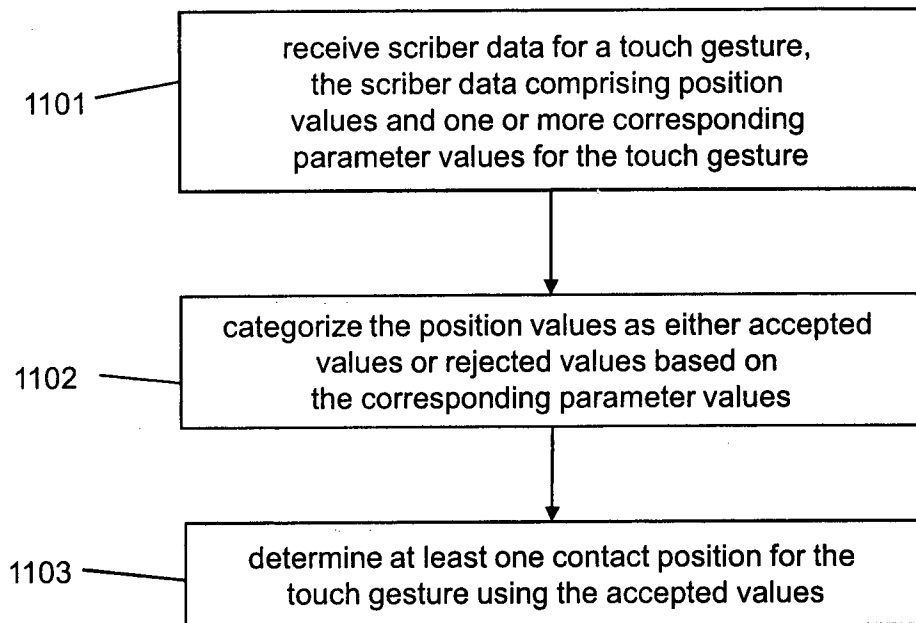 receive scriber data for a touch gesture,
the scriber data comprising position
1101
values and one or more corresponding
parameter values for the touch gesture
categorize the position values as either accepted
values or rejected values based on
1102
the corresponding parameter values
determine at least one contact position for the
1103
touch gesture using the accepted values